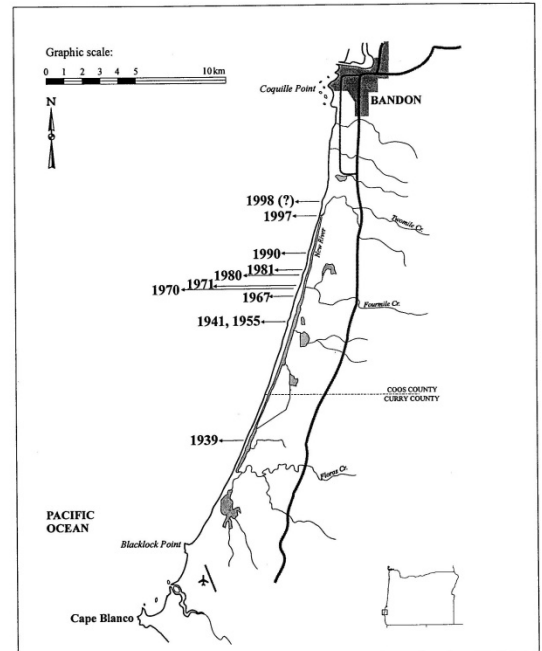 Graphic scale:
0 1 2 3 4 5 10 km
N
Coquille Point
BANDON
1998 (?)
1997
Twomile Cr.
New River
1990
1981
1980
1971
1970
1967
Fourmile Cr.
1941, 1955
COOS COUNTY
CURRY COUNTY
1939
Floras Cr.
PACIFIC
OCEAN
Blacklock Point
Cape Blanco